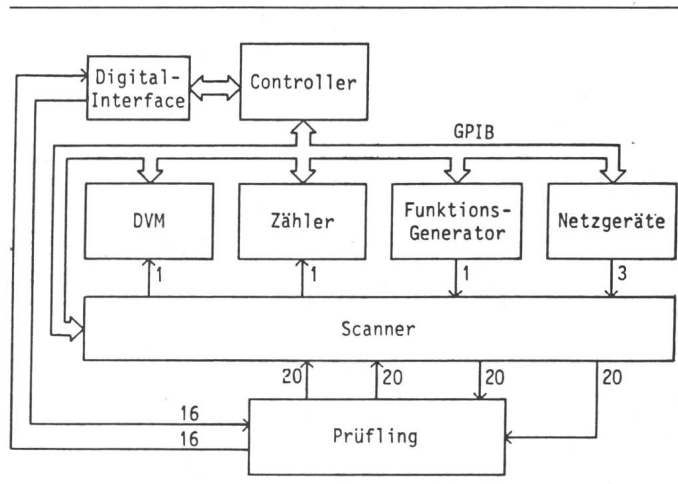 Digital-
Interface
Controller
GPIB
DVM
Zähler
Funktions-
Generator
Netzgeräte
1
1
1
3
Scanner
20
20
20
20
16
16
Prüfling